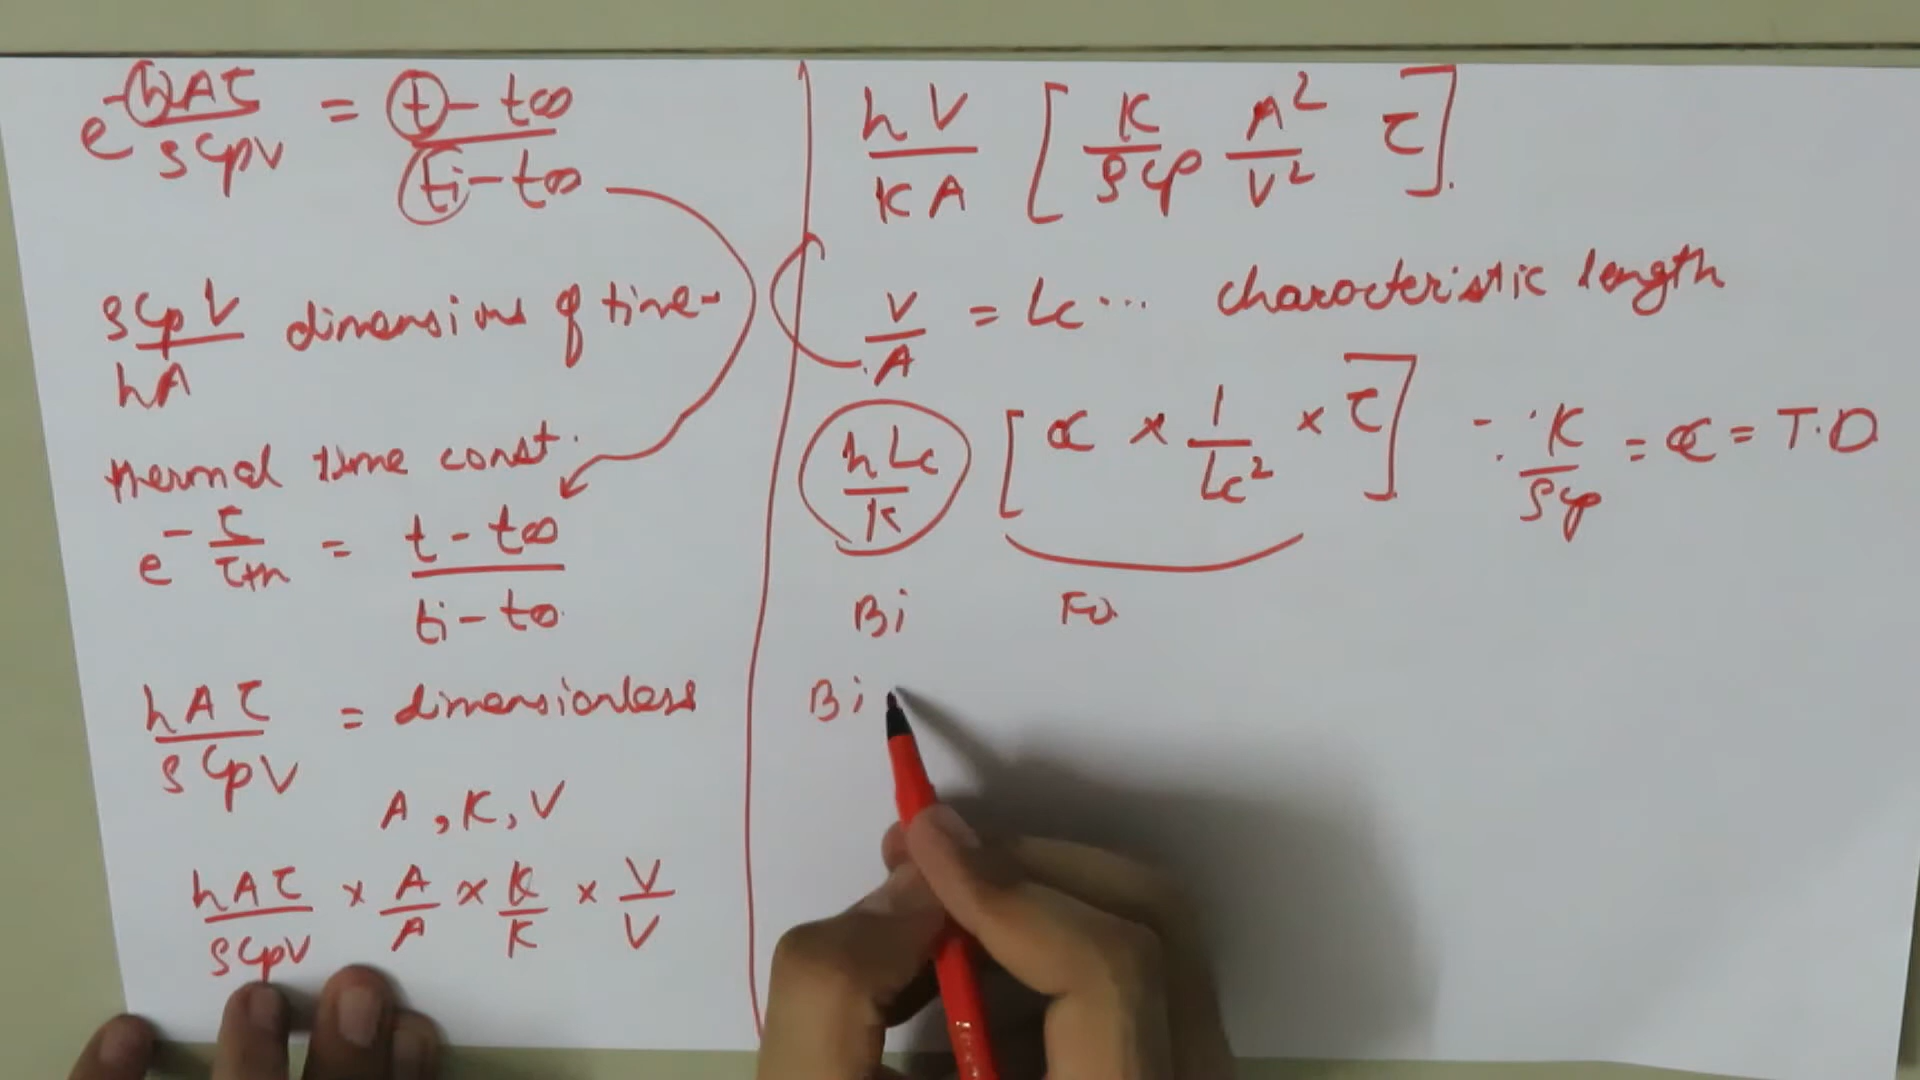 e^(-hAτ/ρCpV) = (t - t∞)/(ti - t∞)
ρCpV/hA dimensions of time-
thermal time const.
e^(-τ/τth) = (t - t∞)/(ti - t∞)
hAτ/ρCpV = dimensionless
A, K, V
hAτ/ρCpV × A/A × K/K × V/V
hV/KA [K/ρCp A²/V² τ].
V/A = Lc ... characteristic length
hLc/K [α × 1/Lc² × τ] ∵ K/ρCp = α = T.D
Bi Fo.
Bi